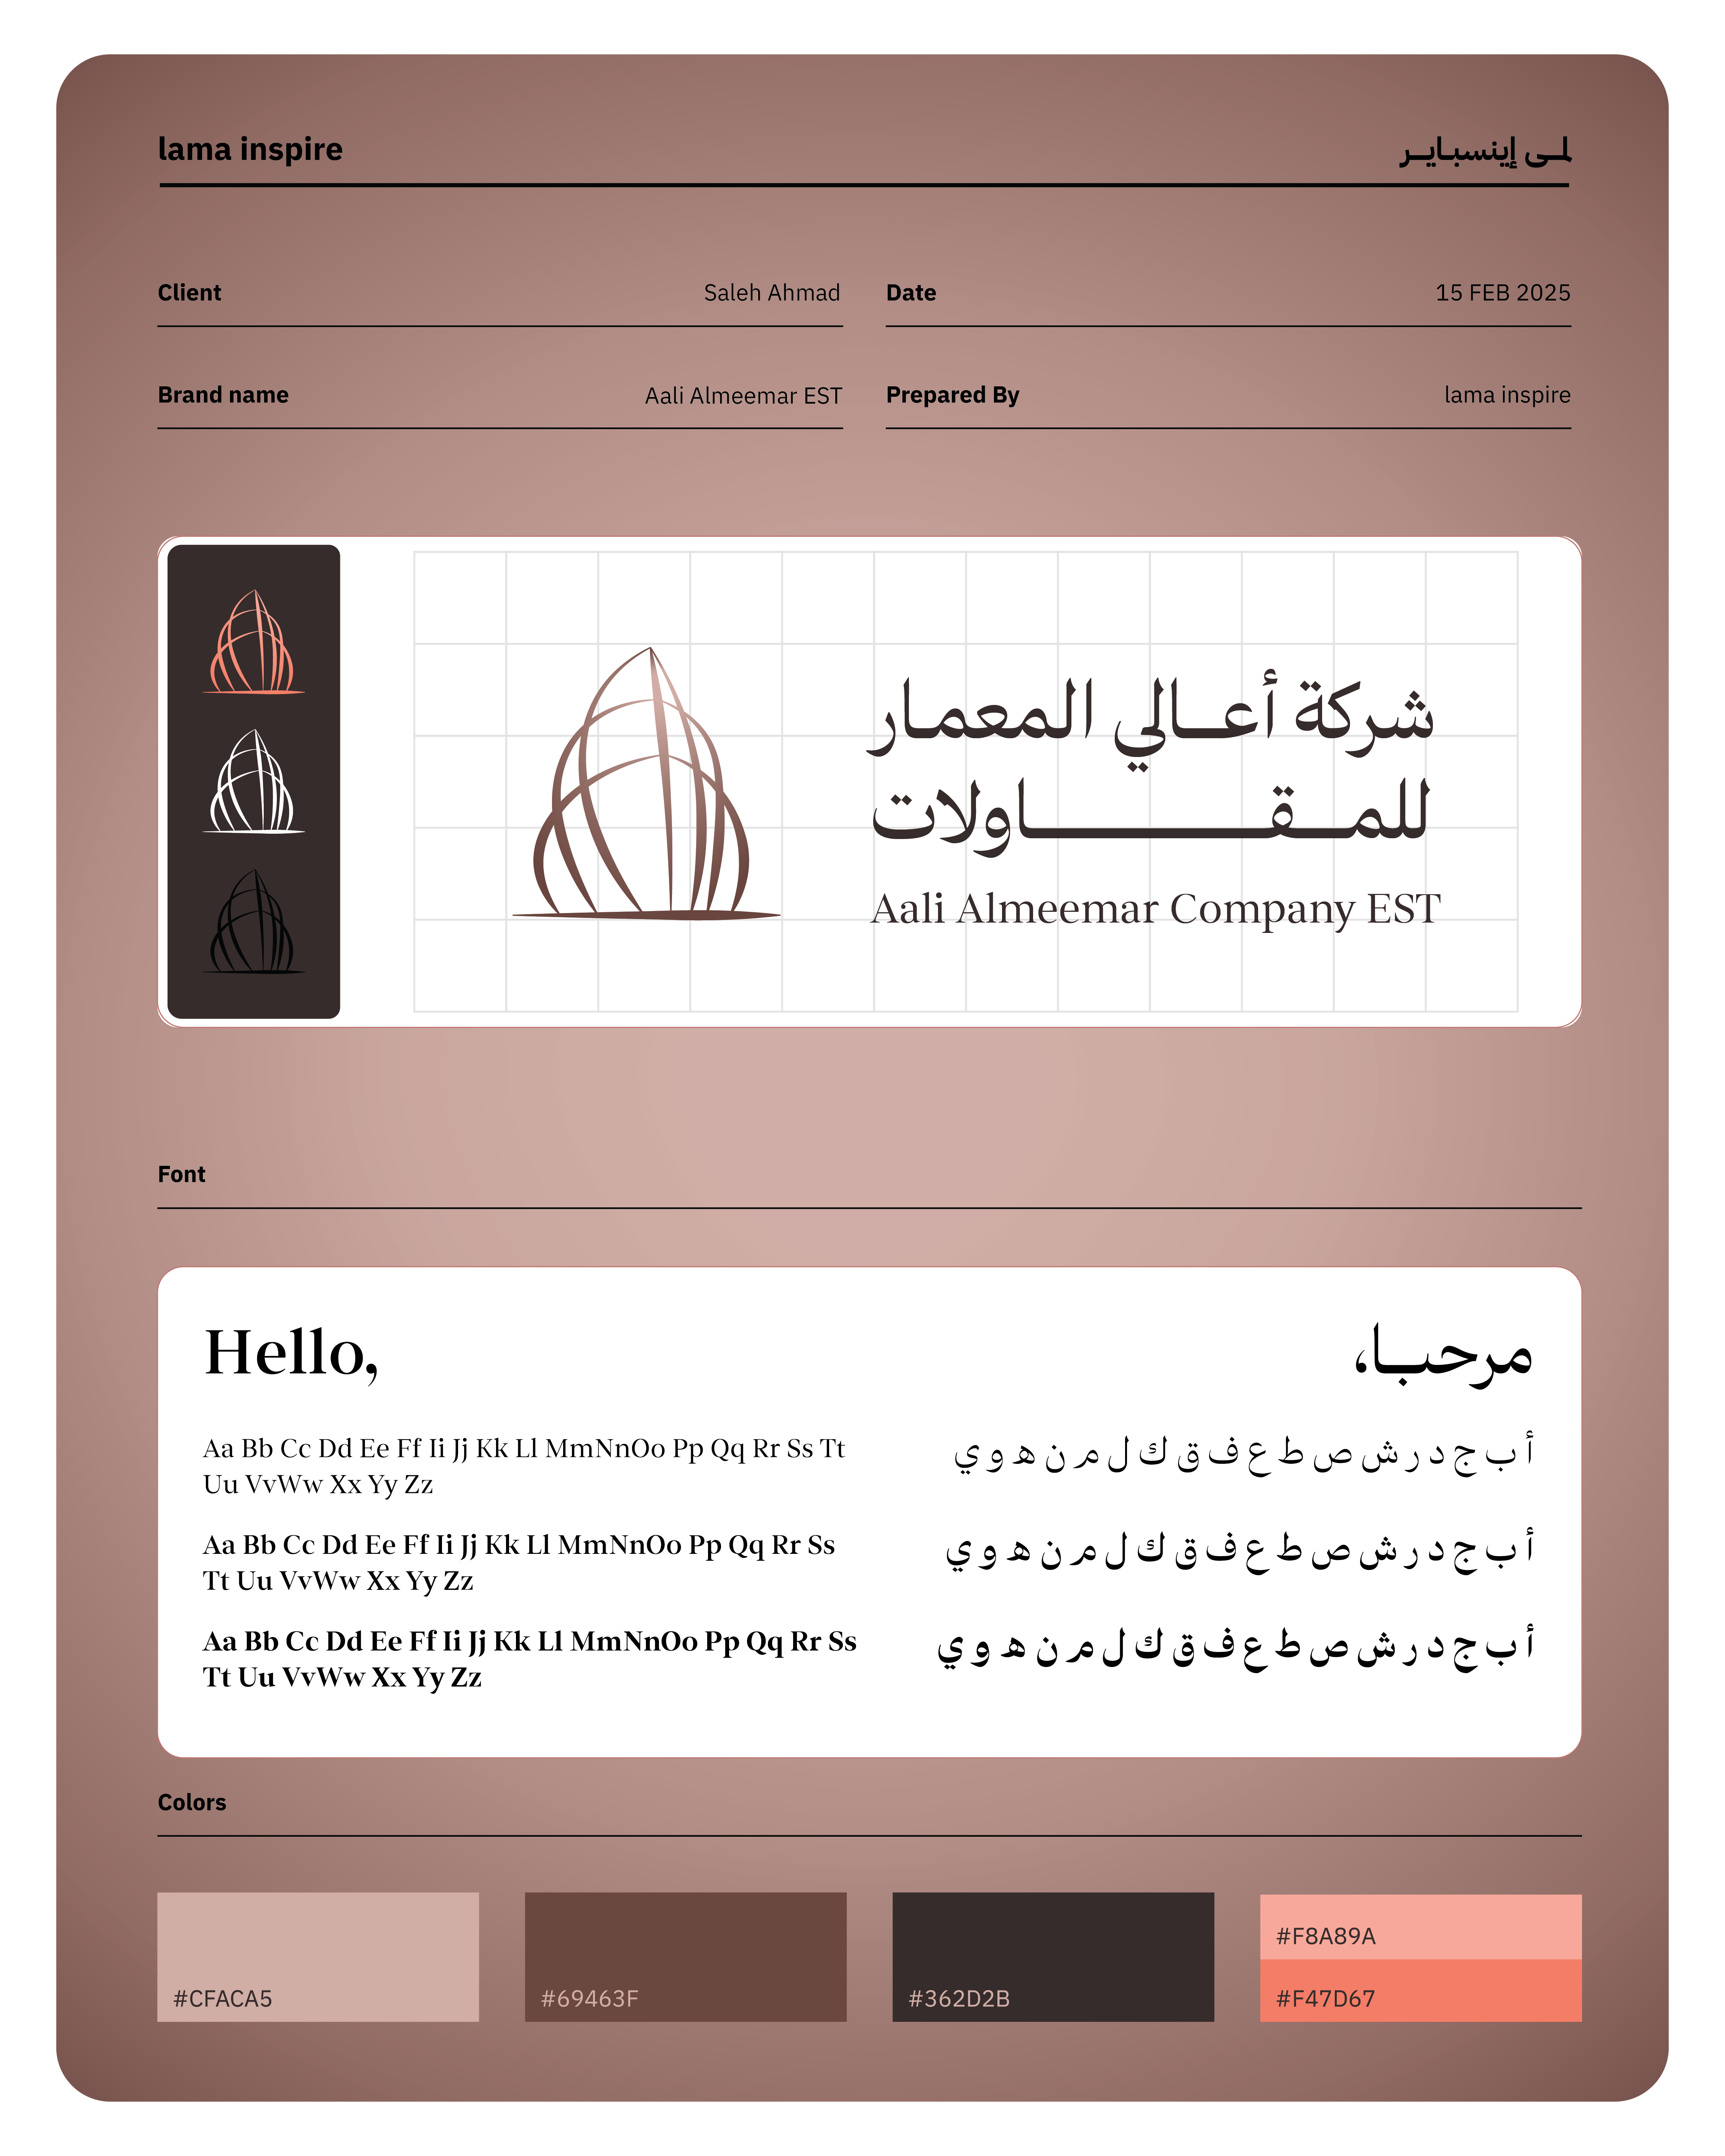 lama inspire
لمى إينسبايـر
Client Saleh Ahmad
Date 15 FEB 2025
Brand name Aali Almeemar EST
Prepared By lama inspire
شركة أعـالي المعمـار
للمـقــــــاولات
Aali Almeemar Company EST
Font
Hello,
مرحبـا،
Aa Bb Cc Dd Ee Ff Ii Jj Kk Ll MmNnOo Pp Qq Rr Ss Tt
Uu VvWw Xx Yy Zz
أ ب ج د ر ش ص ط ع ف ق ك ل م ن ه و ي
Aa Bb Cc Dd Ee Ff Ii Jj Kk Ll MmNnOo Pp Qq Rr Ss
Tt Uu VvWw Xx Yy Zz
أ ب ج د ر ش ص ط ع ف ق ك ل م ن ه و ي
Aa Bb Cc Dd Ee Ff Ii Jj Kk Ll MmNnOo Pp Qq Rr Ss
Tt Uu VvWw Xx Yy Zz
أ ب ج د ر ش ص ط ع ف ق ك ل م ن ه و ي
Colors
#CFACA5
#69463F
#362D2B
#F8A89A
#F47D67